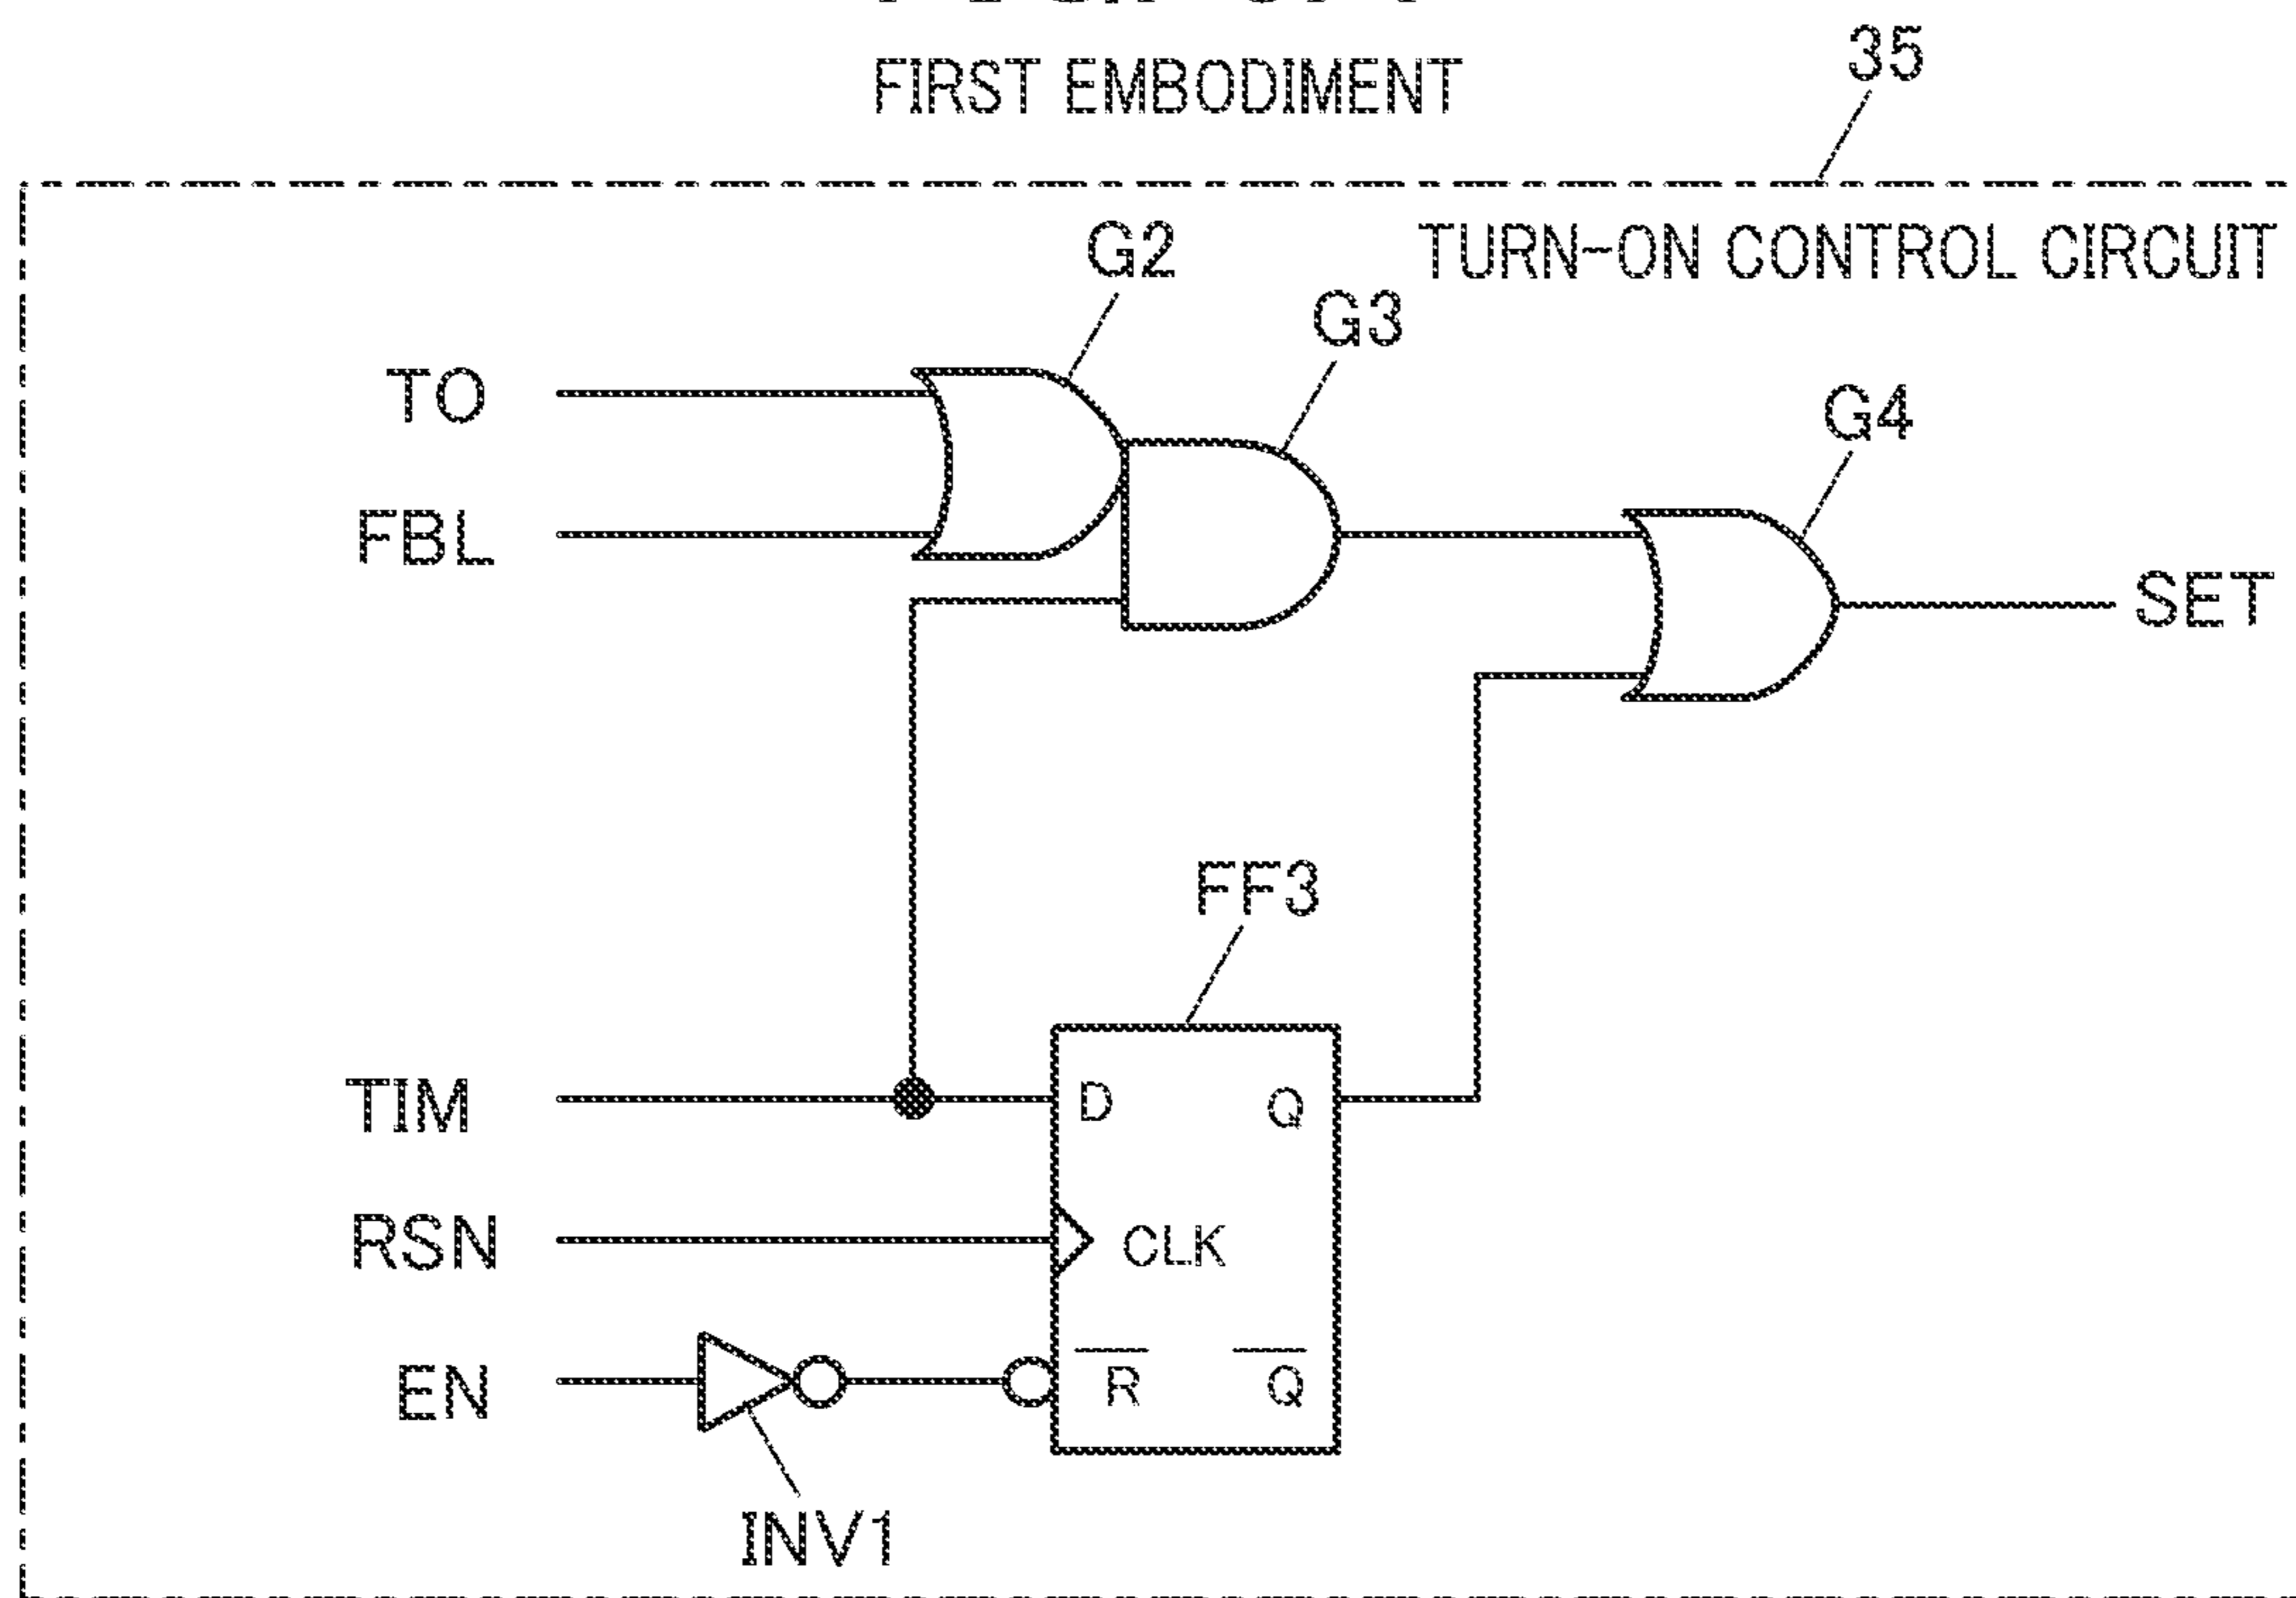 FIRST EMBODIMENT
35
TURN-ON CONTROL CIRCUIT
G2
G3
G4
TO
FBL
SET
FF3
TIM
D
Q
RSN
CLK
EN
R
Q
INV1